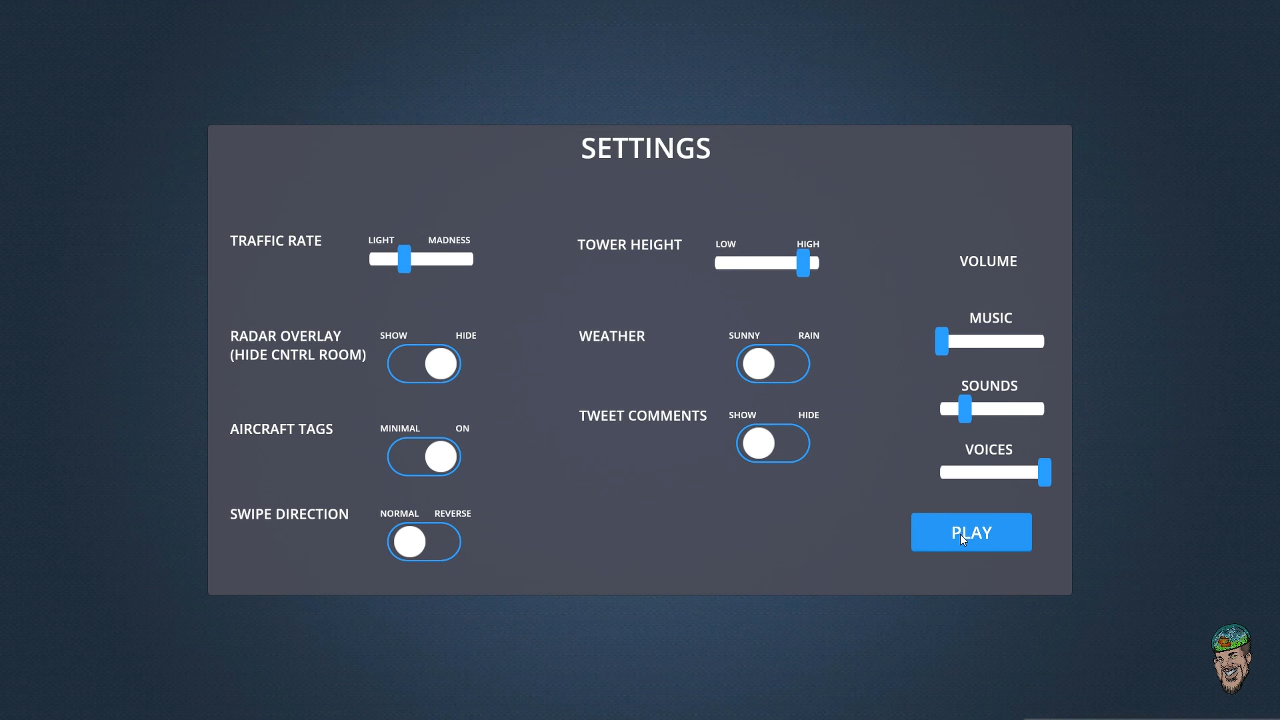 SETTINGS
TRAFFIC RATE
LIGHT MADNESS
TOWER HEIGHT
LOW HIGH
VOLUME
MUSIC
RADAR OVERLAY
(HIDE CNTRL ROOM)
SHOW HIDE
WEATHER
SUNNY RAIN
SOUNDS
AIRCRAFT TAGS
MINIMAL ON
TWEET COMMENTS
SHOW HIDE
VOICES
SWIPE DIRECTION
NORMAL REVERSE
PLAY